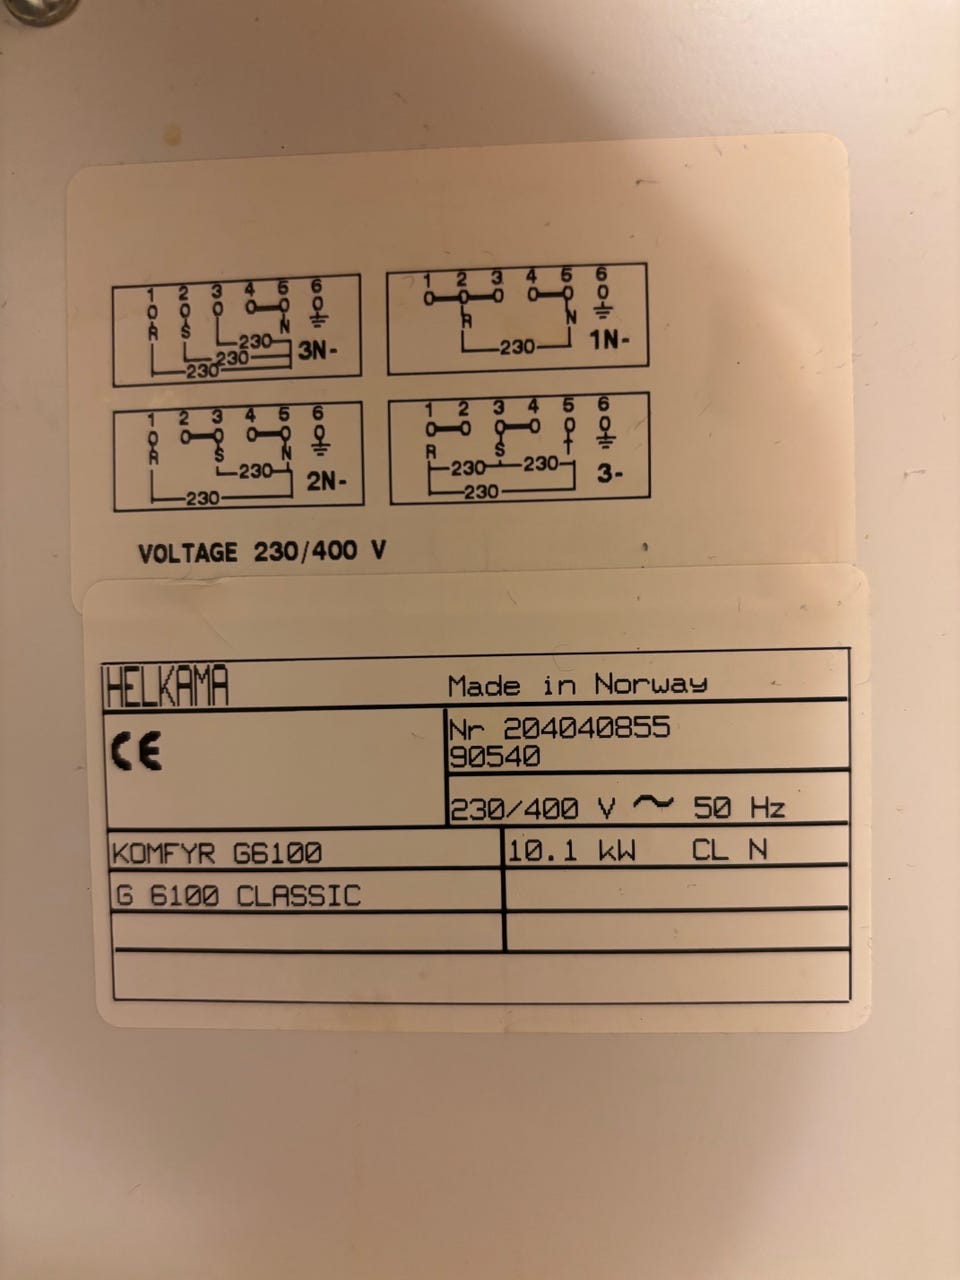 1 2 3 4 5 6
R S N
230
230
230
3N-
1 2 3 4 5 6
R N
230
1N-
1 2 3 4 5 6
R S N
230
230
2N-
1 2 3 4 5 6
R S T
230 230
230
3-
VOLTAGE 230/400 V
HELKAMA
Made in Norway
CE
Nr 204040855
90540
230/400 V ~ 50 Hz
KOMFYR G6100
10.1 kW CL N
G 6100 CLASSIC